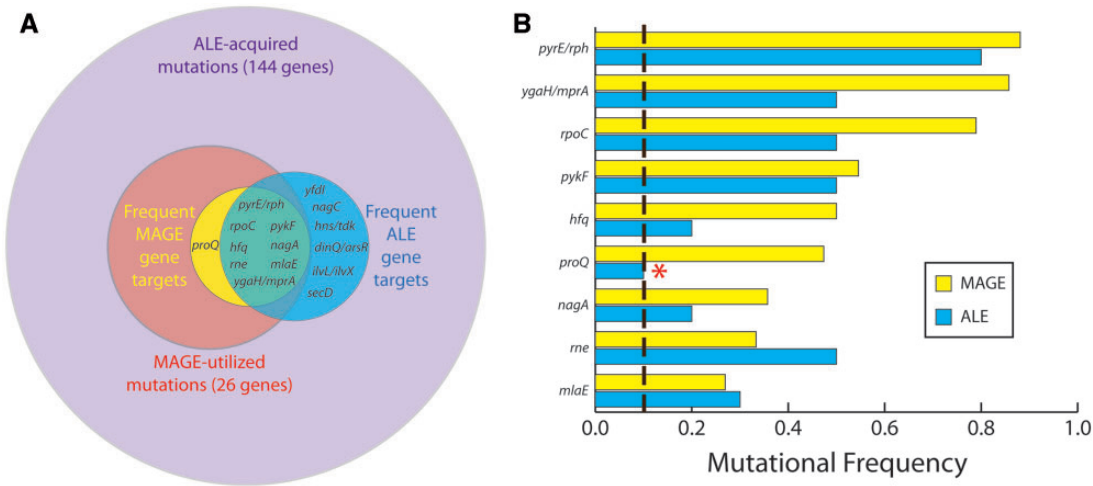 A
ALE-acquired
mutations (144 genes)
Frequent
MAGE
gene
targets
proQ
pyrE/rph
rpoC pykF
hfq nagA
rne mlaE
ygaH/mprA
yfdI
nagC
hns/tdk
dinQ/arsR
ilvL/ilvX
secD
Frequent
ALE
gene
targets
MAGE-utilized
mutations (26 genes)
B
pyrE/rph
ygaH/mprA
rpoC
pykF
hfq
proQ
*
nagA
rne
mlaE
MAGE
ALE
0.0 0.2 0.4 0.6 0.8 1.0
Mutational Frequency